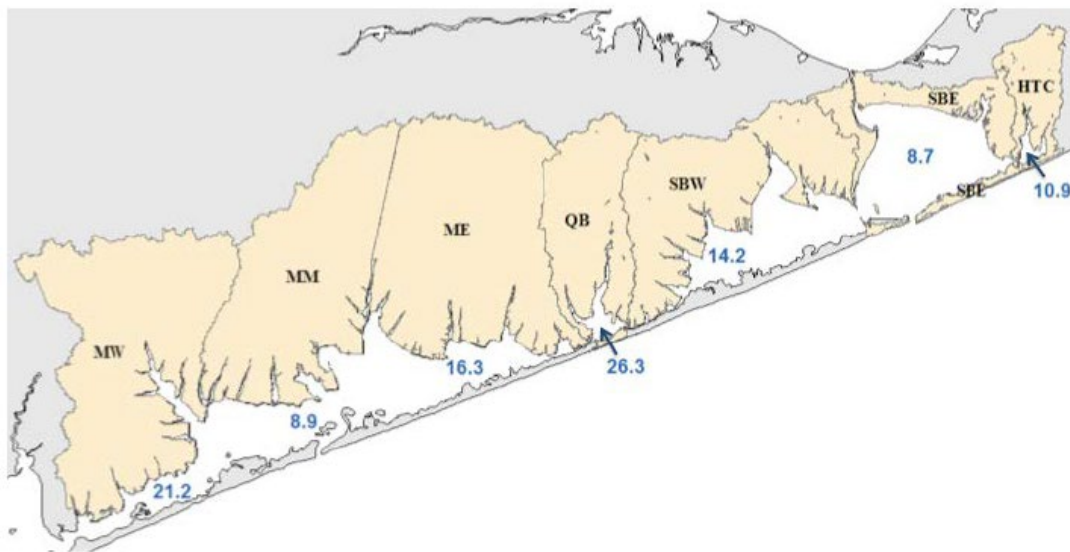 HTC
SBE
8.7
SBE
10.9
SBW
QB
ME
14.2
MM
MW
16.3
26.3
8.9
21.2